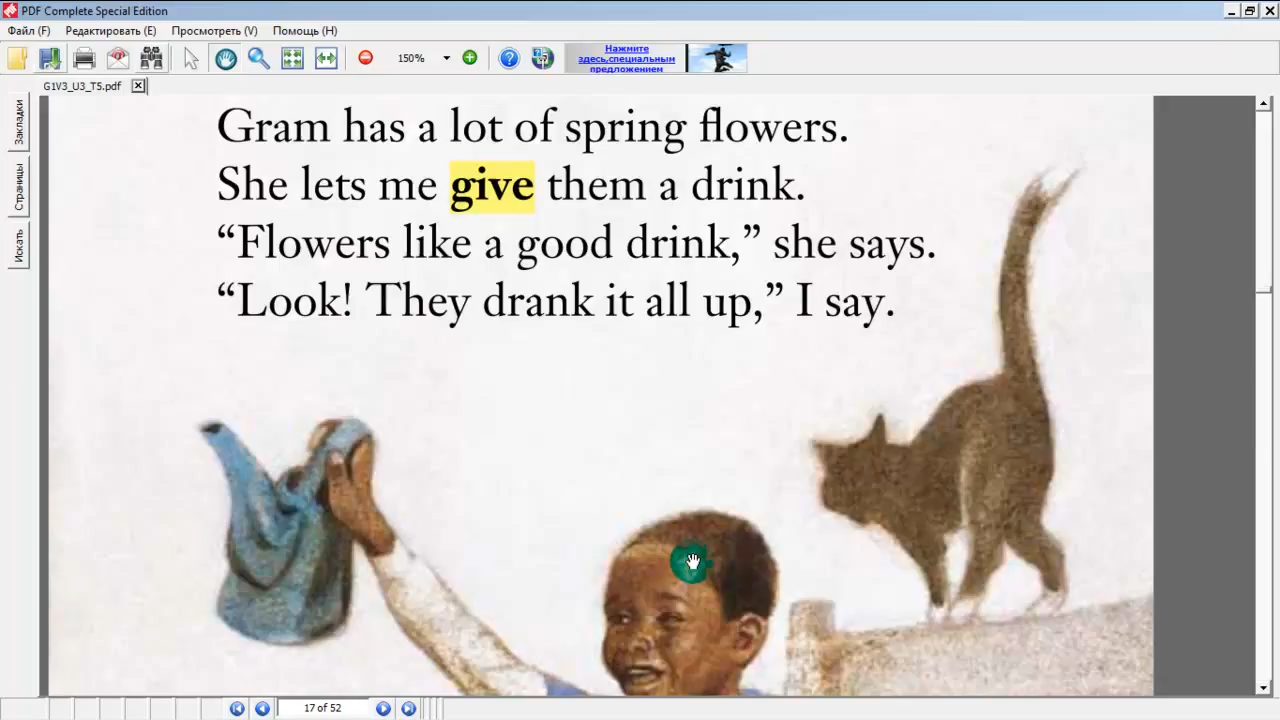 PDF Complete Special Edition
Файл (F) Редактировать (E) Просмотреть (V) Помощь (H)
150%
Нажмите
здесь,специальным
предложением
G1V3_U3_T5.pdf
Закладки
Страницы
Искать
Gram has a lot of spring flowers.
She lets me give them a drink.
“Flowers like a good drink,” she says.
“Look! They drank it all up,” I say.
17 of 52